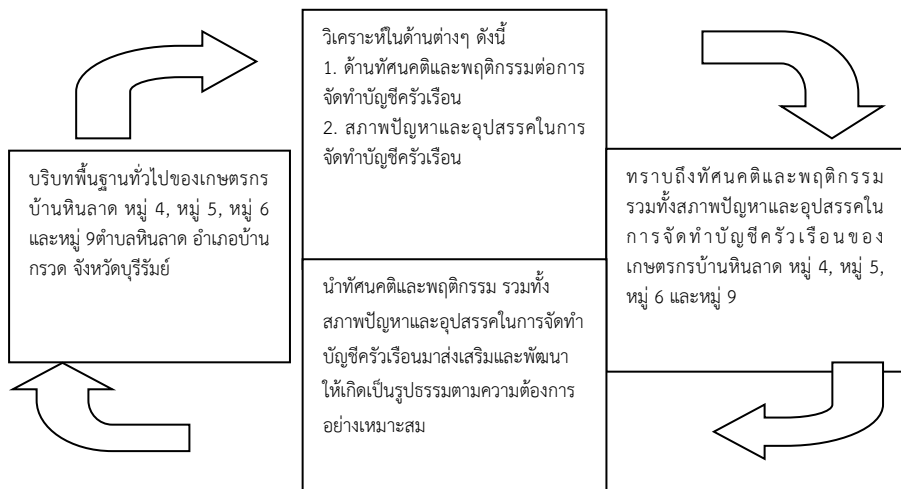 วิเคราะห์ในด้านต่างๆ ดังนี้
1. ด้านทัศนคติและพฤติกรรมต่อการ
จัดทำบัญชีครัวเรือน
2. สภาพปัญหาและอุปสรรคในการ
จัดทำบัญชีครัวเรือน
บริบทพื้นฐานทั่วไปของเกษตรกร
บ้านหินลาด หมู่ 4, หมู่ 5, หมู่ 6
และหมู่ 9ตำบลหินลาด อำเภอบ้าน
กรวด จังหวัดบุรีรัมย์
ทราบถึงทัศนคติและพฤติกรรม
รวมทั้งสภาพปัญหาและอุปสรรคใน
การจัดทำบัญชีครัวเรือนของ
เกษตรกรบ้านหินลาด หมู่ 4, หมู่ 5,
หมู่ 6 และหมู่ 9
นำทัศนคติและพฤติกรรม รวมทั้ง
สภาพปัญหาและอุปสรรคในการจัดทำ
บัญชีครัวเรือนมาส่งเสริมและพัฒนา
ให้เกิดเป็นรูปธรรมตามความต้องการ
อย่างเหมาะสม